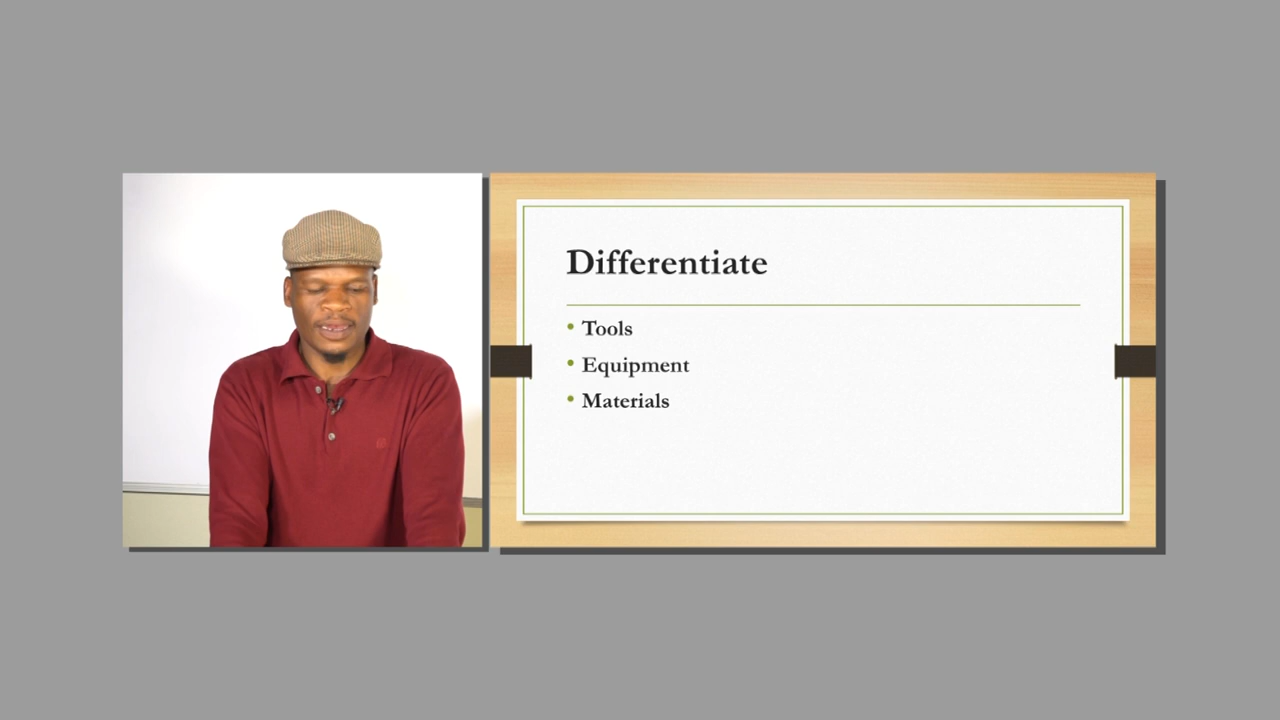 Differentiate
• Tools
• Equipment
• Materials